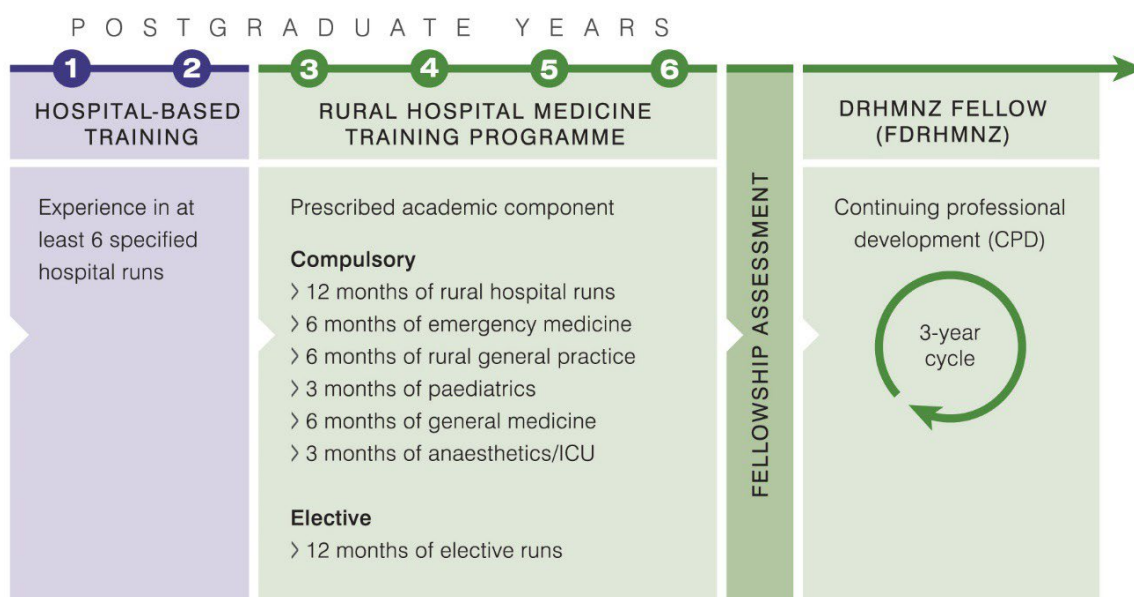 POSTGRADUATE YEARS
1 2 3 4 5 6
HOSPITAL-BASED
TRAINING
Experience in at
least 6 specified
hospital runs
RURAL HOSPITAL MEDICINE
TRAINING PROGRAMME
Prescribed academic component
Compulsory
> 12 months of rural hospital runs
> 6 months of emergency medicine
> 6 months of rural general practice
> 3 months of paediatrics
> 6 months of general medicine
> 3 months of anaesthetics/ICU
Elective
> 12 months of elective runs
FELLOWSHIP ASSESSMENT
DRHMNZ FELLOW
(FDRHMNZ)
Continuing professional
development (CPD)
3-year
cycle